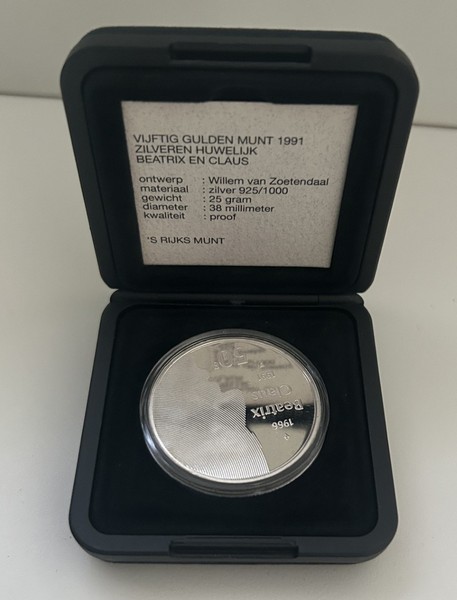 VIJFTIG GULDEN MUNT 1991
ZILVEREN HUWELIJK
BEATRIX EN CLAUS
ontwerp : Willem van Zoetendaal
materiaal : zilver 925/1000
gewicht : 25 gram
diameter : 38 millimeter
kwaliteit : proof
'S RIJKS MUNT
1966
Beatrix
Claus